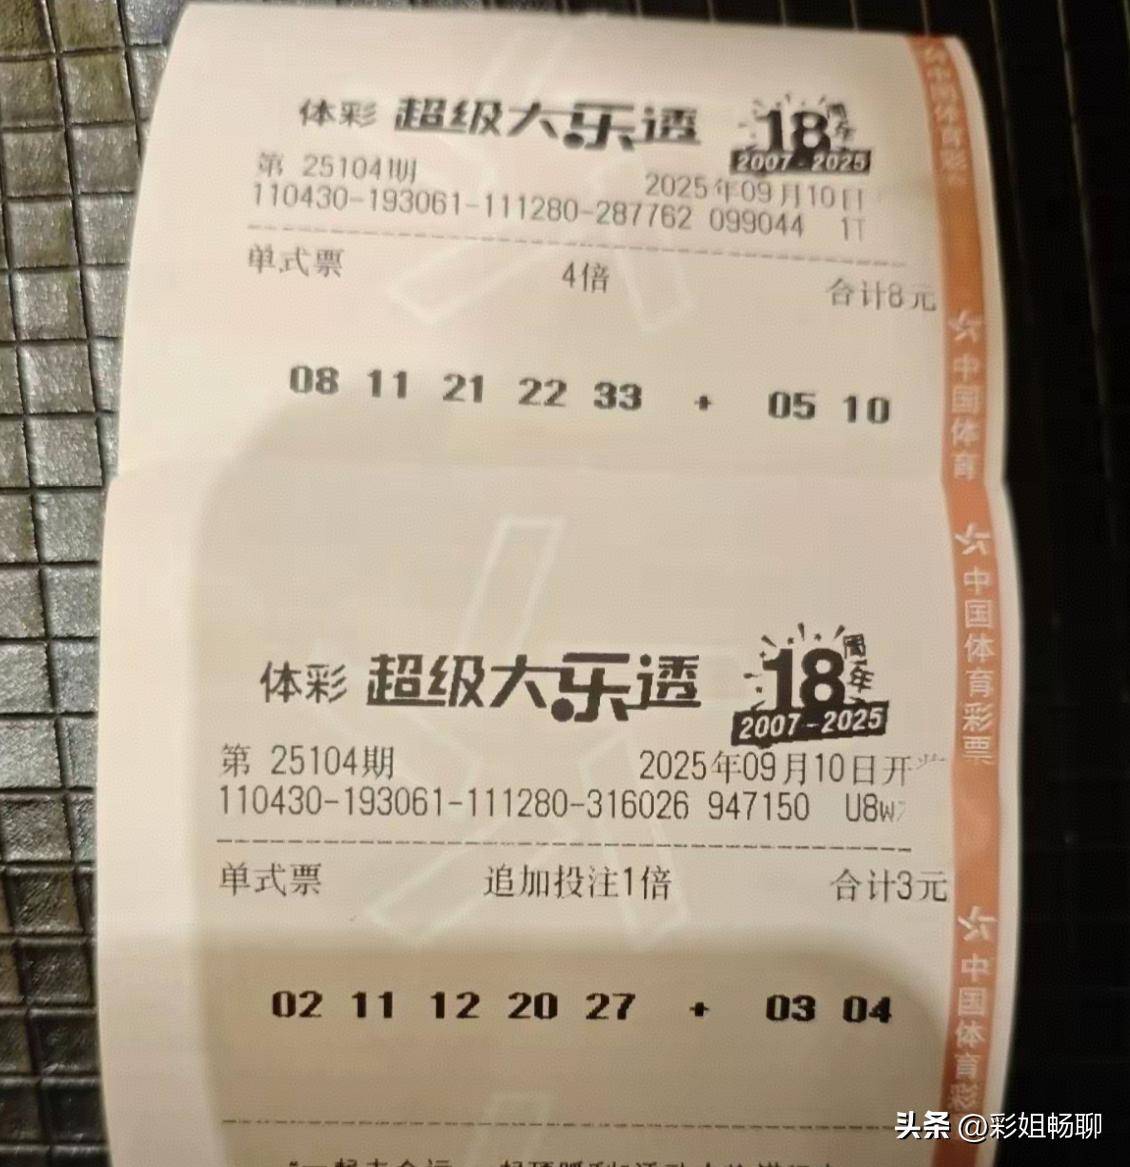 体彩 超级大乐透 18周年
2007-2025
第 25104期
2025年09月10日
110430-193061-111280-287762 099044
单式票 4倍 合计8元
08 11 21 22 33 + 05 10
体彩 超级大乐透 18周年
2007-2025
第 25104期 2025年09月10日开
110430-193061-111280-316026 947150 U8w
单式票 追加投注1倍 合计3元
02 11 12 20 27 + 03 04
中国体育彩
中国体育
中国体育彩票
中国体育彩
头条 @彩姐畅聊